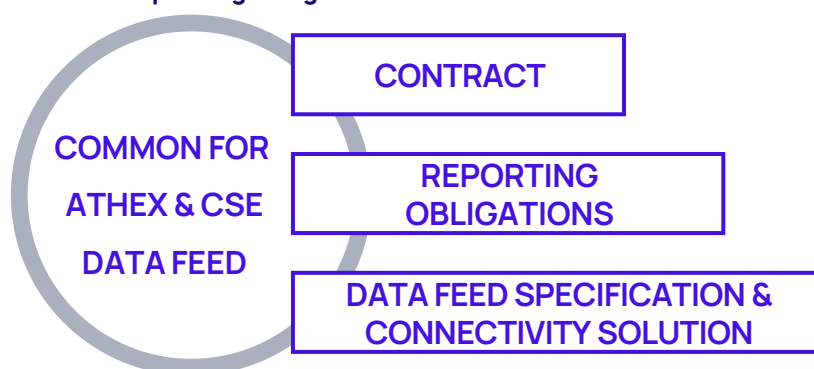 COMMON FOR
ATHEX & CSE
DATA FEED
CONTRACT
REPORTING
OBLIGATIONS
DATA FEED SPECIFICATION &
CONNECTIVITY SOLUTION